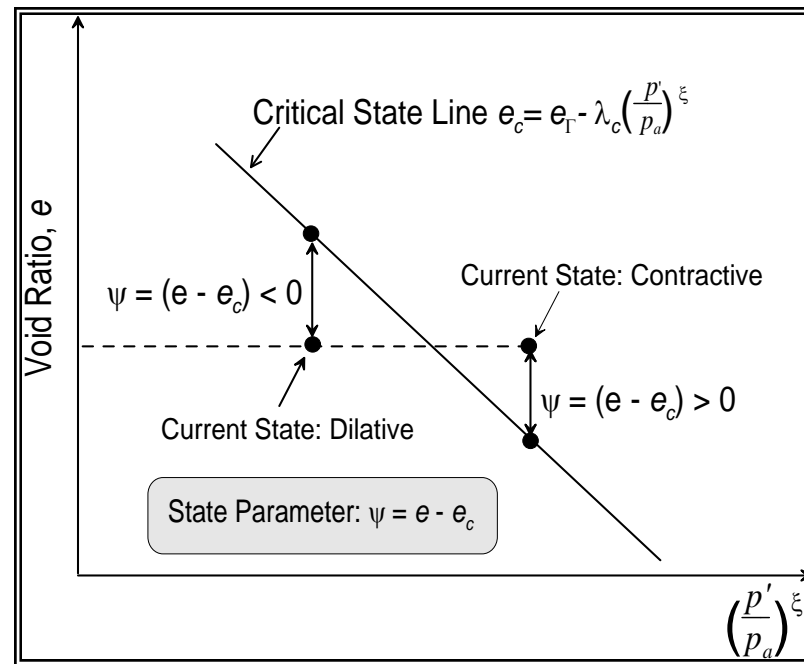 Critical State Line e_c = e_Γ - λ_c(p'/p_a)^ξ
Void Ratio, e
Current State: Contractive
ψ = (e - e_c) < 0
ψ = (e - e_c) > 0
Current State: Dilative
State Parameter: ψ = e - e_c
(p'/p_a)^ξ